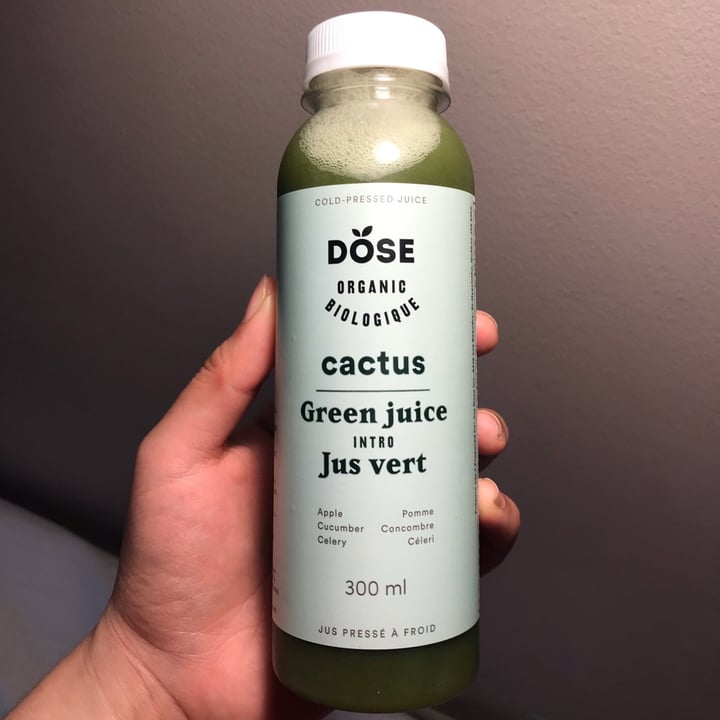 COLD-PRESSED JUICE
DOSE
ORGANIC
BIOLOGIQUE
cactus
Green juice
INTRO
Jus vert
Apple Pomme
Cucumber Concombre
Celery Céleri
300 ml
JUS PRESSÉ À FROID